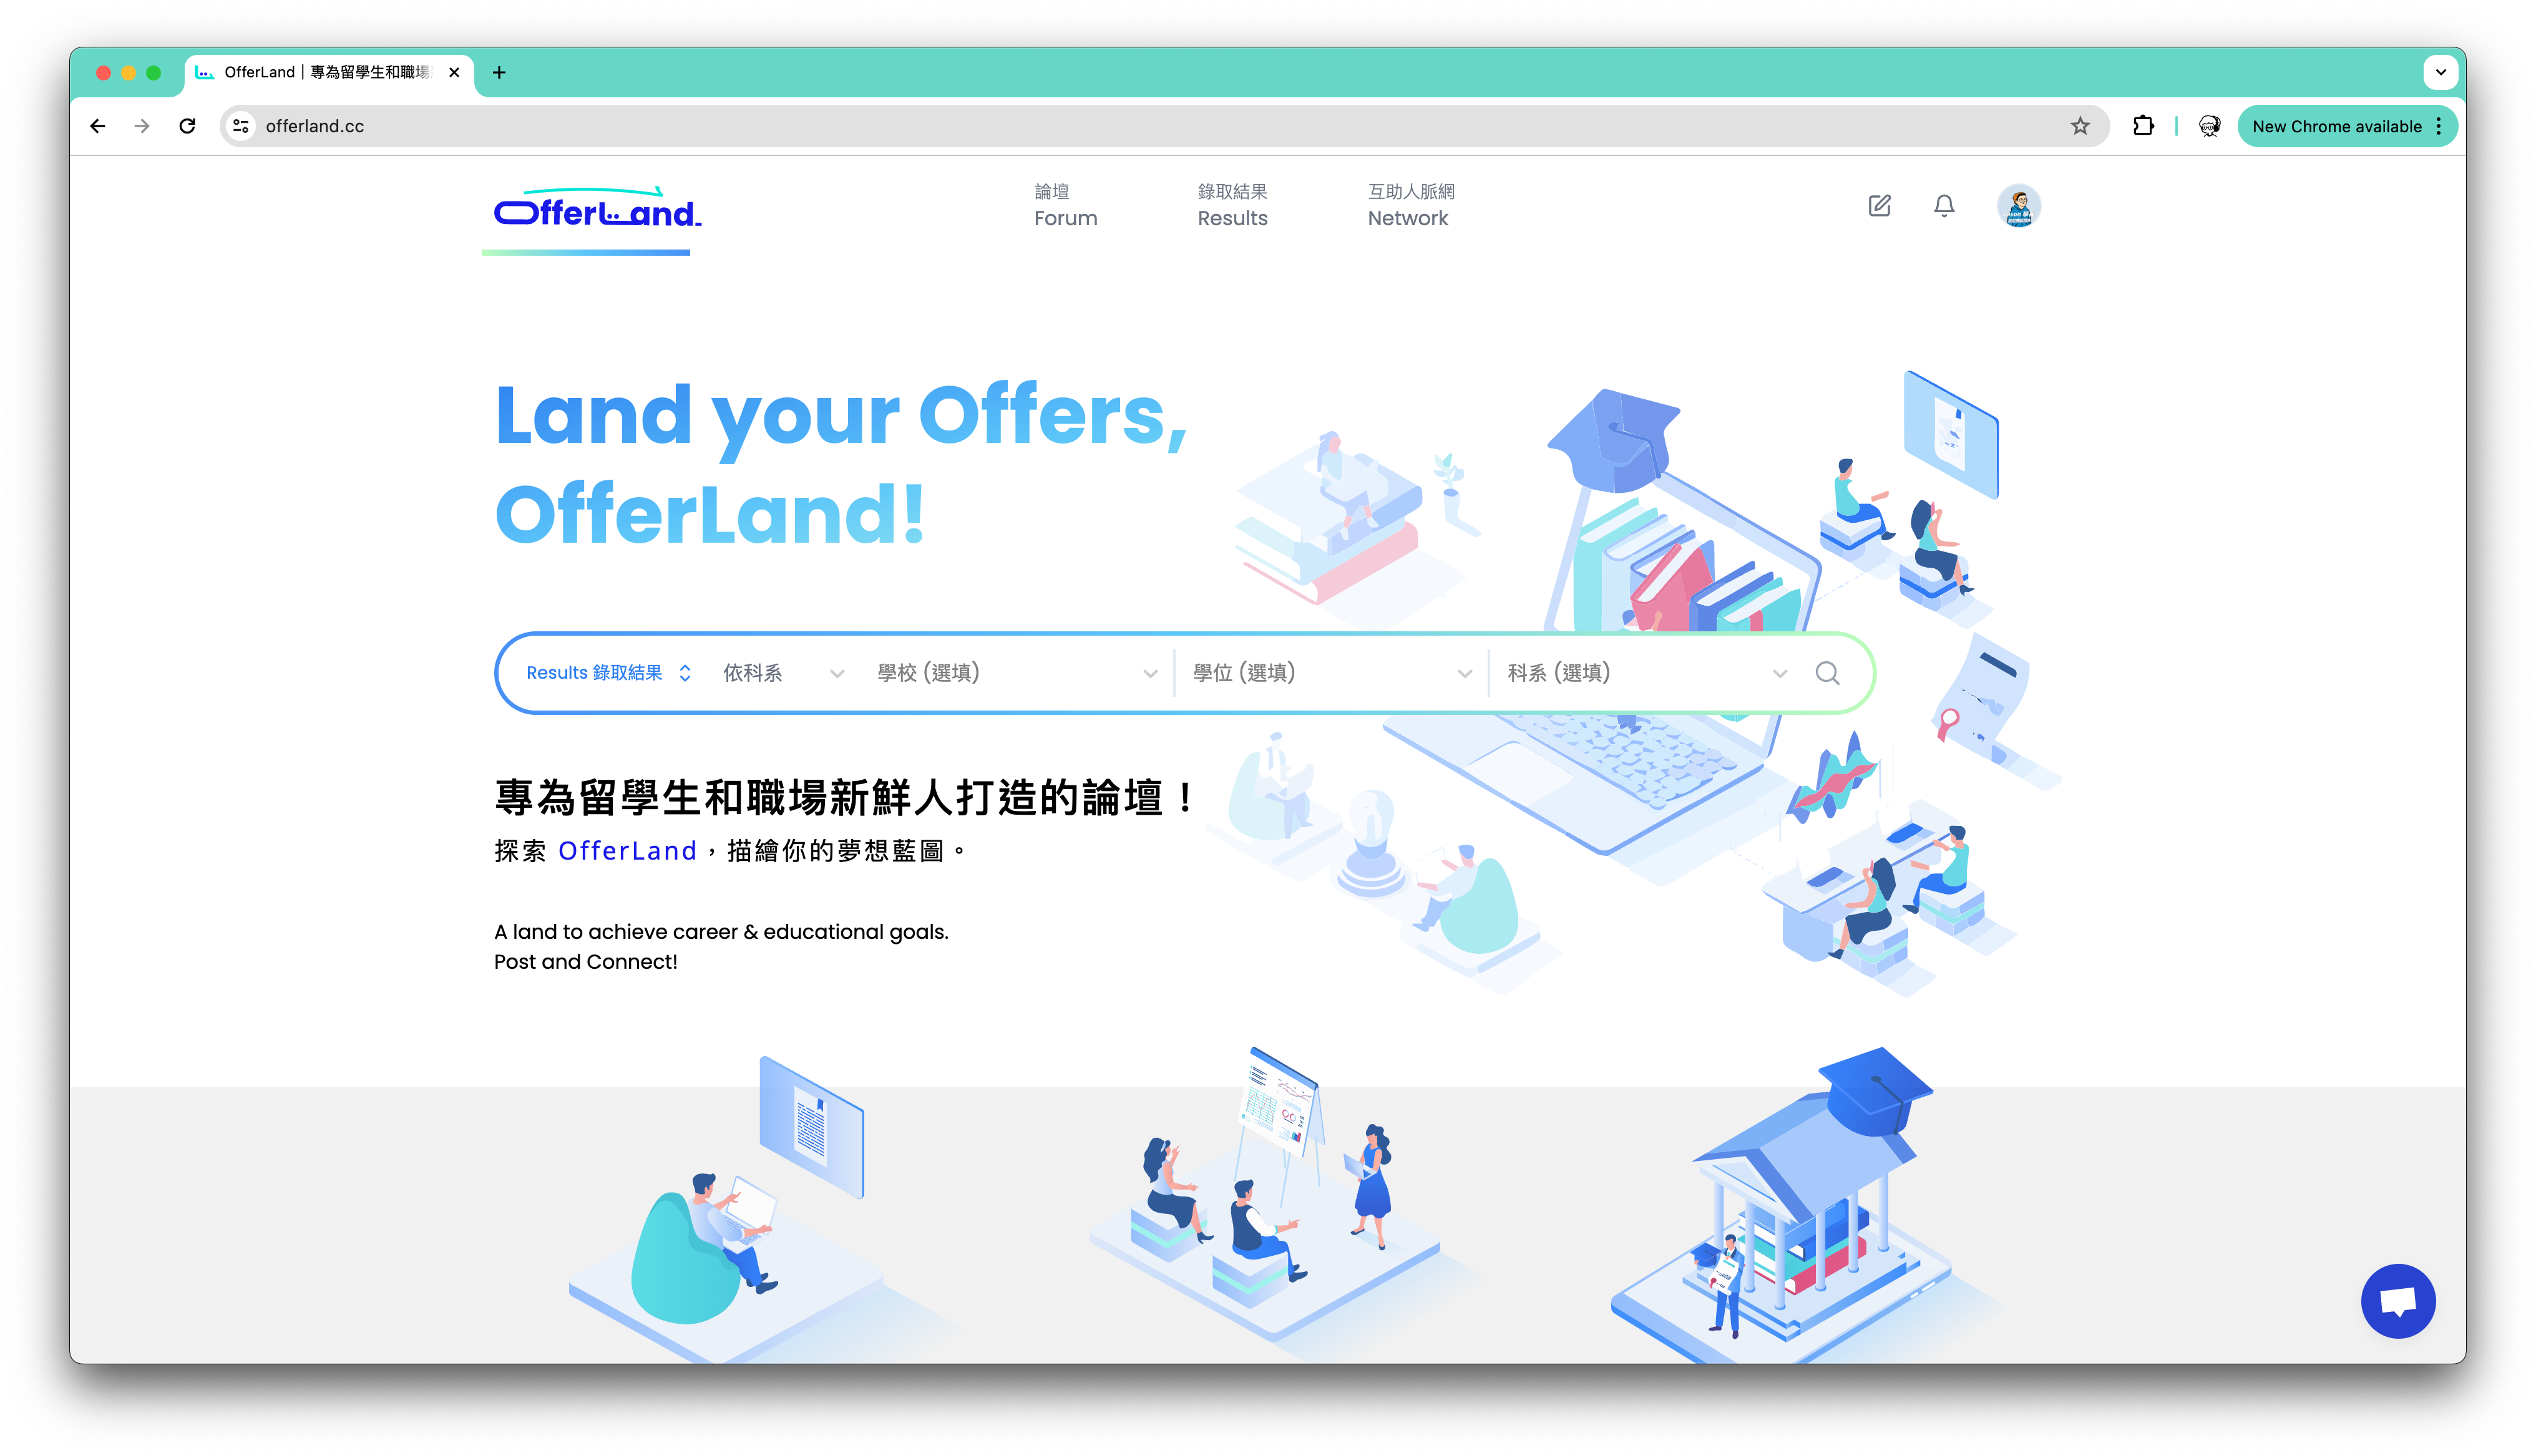 OfferLand｜專為留學生和職場
offerland.cc
New Chrome available
OfferLand
論壇
Forum
錄取結果
Results
互助人脈網
Network
Land your Offers,
OfferLand!
Results 錄取結果
依科系
學校 (選填)
學位 (選填)
科系 (選填)
專為留學生和職場新鮮人打造的論壇！
探索 OfferLand，描繪你的夢想藍圖。
A land to achieve career & educational goals.
Post and Connect!